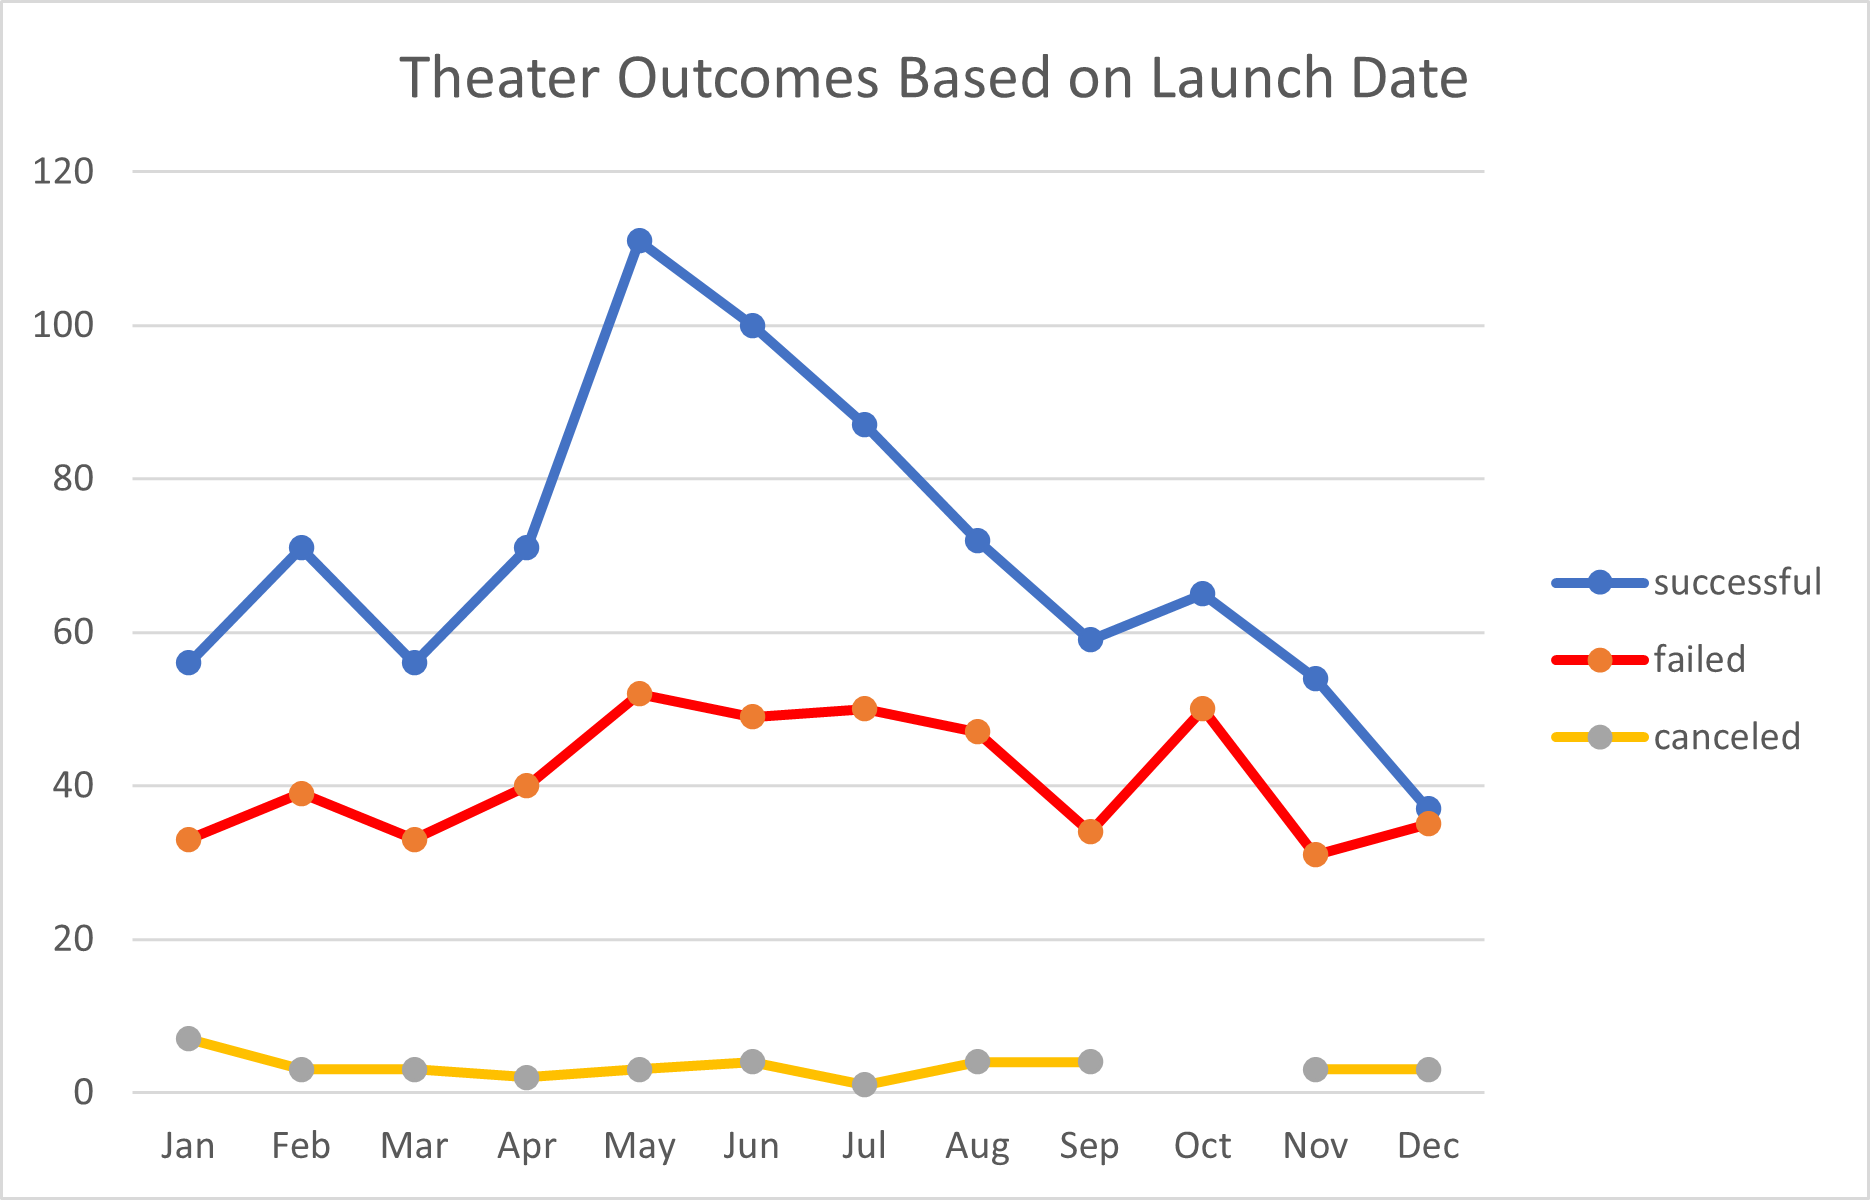 Theater Outcomes Based on Launch Date
120
100
80
60
40
20
0
Jan Feb Mar Apr May Jun Jul Aug Sep Oct Nov Dec
successful
failed
canceled